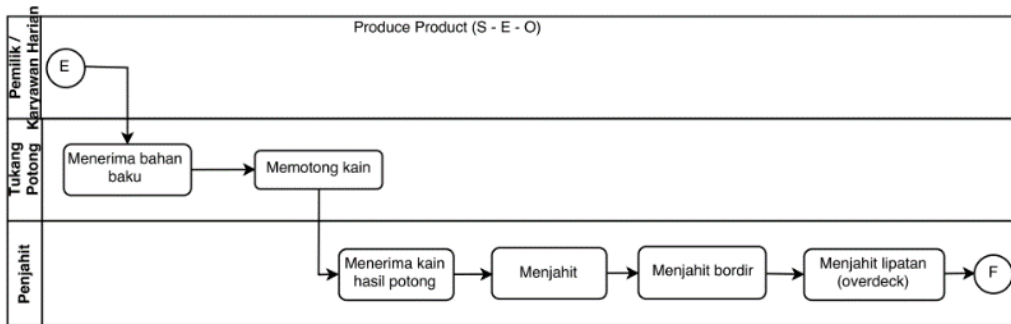 Produce Product (S - E - O)
Pemilik /
Karyawan Harian
E
Tukang
Potong
Menerima bahan
baku
Memotong kain
Penjahit
Menerima kain
hasil potong
Menjahit
Menjahit bordir
Menjahit lipatan
(overdeck)
F